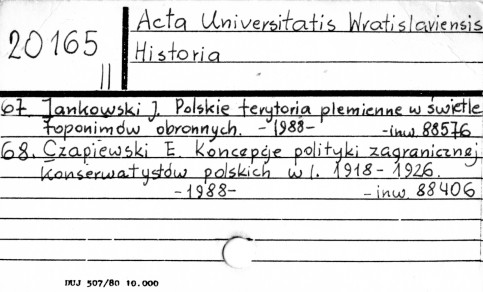 20165
II
Acta Universitatis Wratislaviensis
Historia
67. Jankowski J. Polskie terytoria plemienne w świetle
toponimów obronnych. -1988- -inw. 88576
68. Czapiewski E. Koncepcje polityki zagranicznej
konserwatystów polskich w l. 1918-1926.
-1988- -inw. 88406
DUJ 507/80 10.000